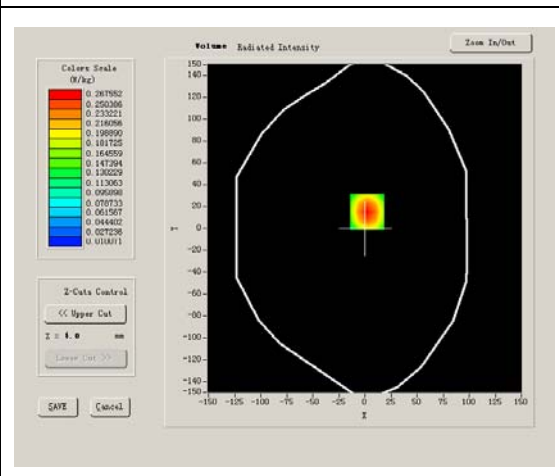 Volume Radiated Intensity
Zoom In/Out
Colors Scale
(W/kg)
0.267552
0.250386
0.233221
0.216056
0.198890
0.181725
0.164559
0.147394
0.130229
0.113063
0.095898
0.078733
0.061567
0.044402
0.027236
0.010071
Z-Cuts Control
<< Upper Cut
Z = 4.0 mm
Lower Cut >>
SAVE
Cancel
150
140
120
100
80
60
40
20
0
-20
-40
-60
-80
-100
-120
-140
-150
Y
-150 -125 -100 -75 -50 -25 0 25 50 75 100 125 150
X